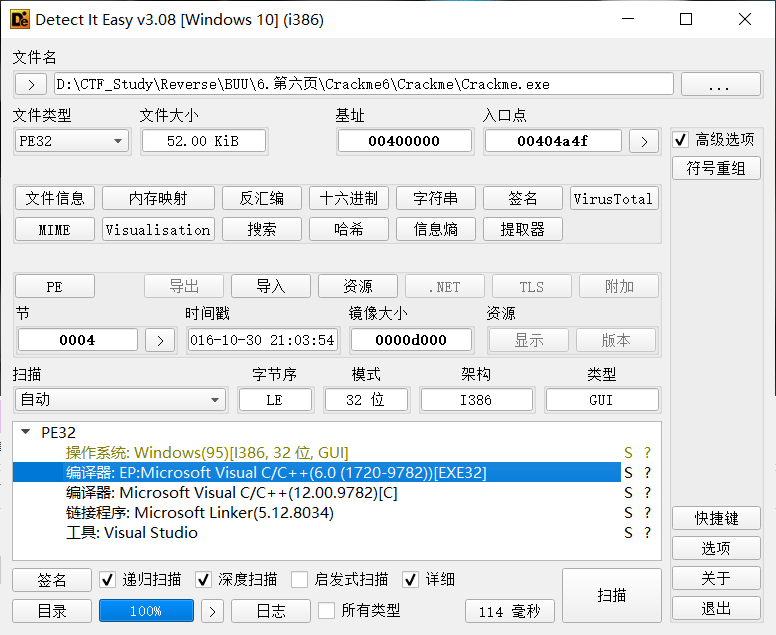 Detect It Easy v3.08 [Windows 10] (i386)
文件名
> D:\CTF_Study\Reverse\BUU\6.第六页\Crackme6\Crackme\Crackme.exe ...
文件类型 文件大小 基址 入口点
PE32 52.00 KiB 00400000 00404a4f > 高级选项
符号重组
文件信息 内存映射 反汇编 十六进制 字符串 签名 VirusTotal
MIME Visualisation 搜索 哈希 信息熵 提取器
PE 导出 导入 资源 .NET TLS 附加
节 时间戳 镜像大小 资源
0004 > 016-10-30 21:03:54 0000d000 显示 版本
扫描 字节序 模式 架构 类型
自动 LE 32 位 I386 GUI
PE32
操作系统: Windows(95)[I386, 32 位, GUI] S ?
编译器: EP:Microsoft Visual C/C++(6.0 (1720-9782))[EXE32] S ?
编译器: Microsoft Visual C/C++(12.00.9782)[C] S ?
链接程序: Microsoft Linker(5.12.8034) S ?
工具: Visual Studio S ?
快捷键
选项
关于
退出
签名 递归扫描 深度扫描 启发式扫描 详细 扫描
目录 100% > 日志 所有类型 114 毫秒